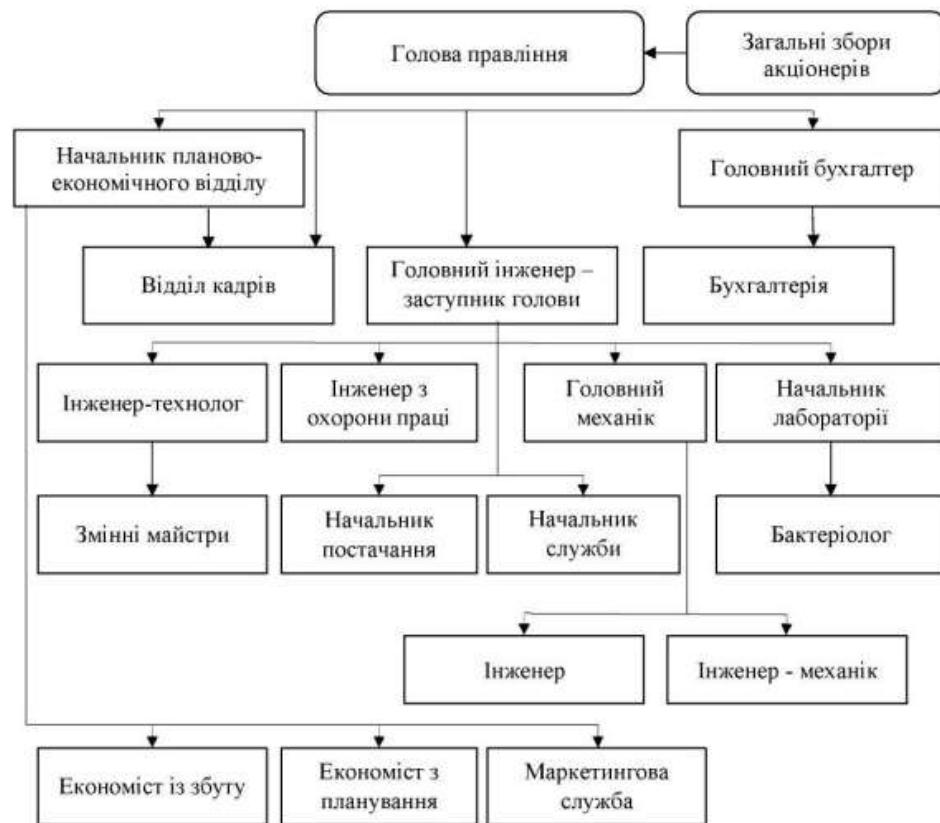 Голова правління
Загальні збори
акціонерів
Начальник планово-
економічного відділу
Головний бухгалтер
Відділ кадрів
Головний інженер –
заступник голови
Бухгалтерія
Інженер-технолог
Інженер з
охорони праці
Головний
механік
Начальник
лабораторії
Змінні майстри
Начальник
постачання
Начальник
служби
Бактеріолог
Інженер
Інженер - механік
Економіст із збуту
Економіст з
планування
Маркетингова
служба